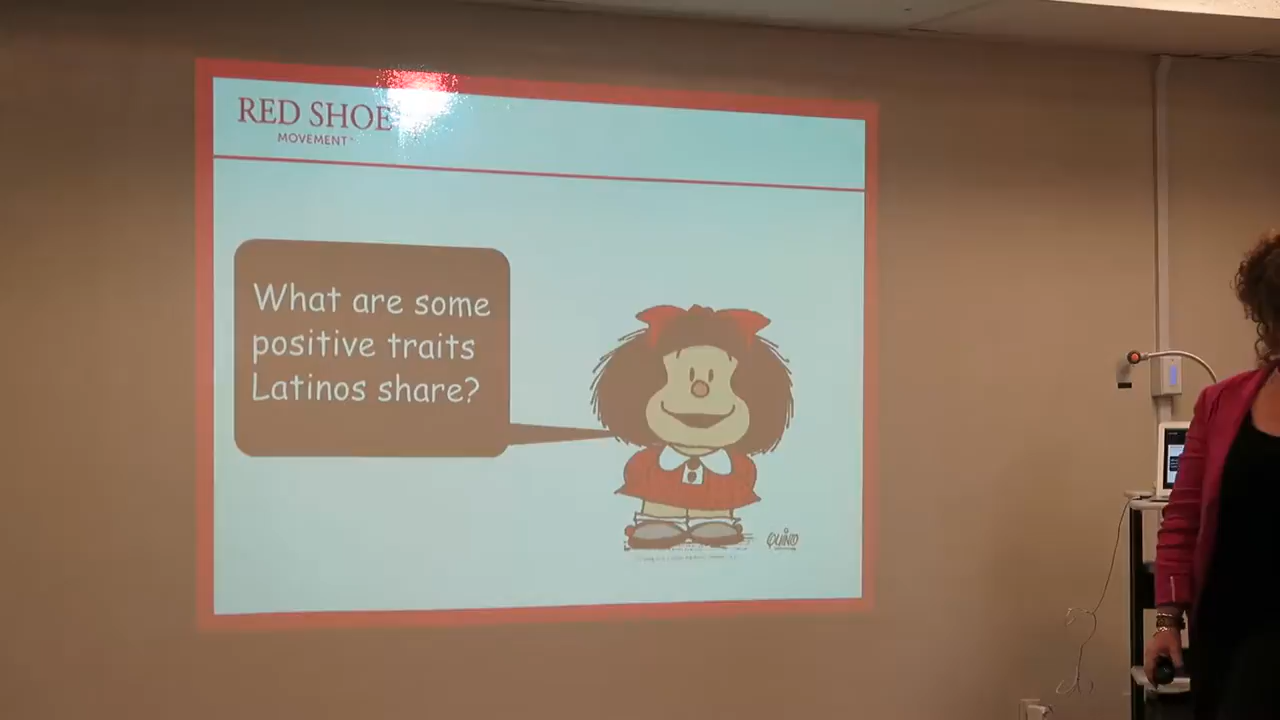 RED SHOE
MOVEMENT
What are some
positive traits
Latinos share?
QUINO